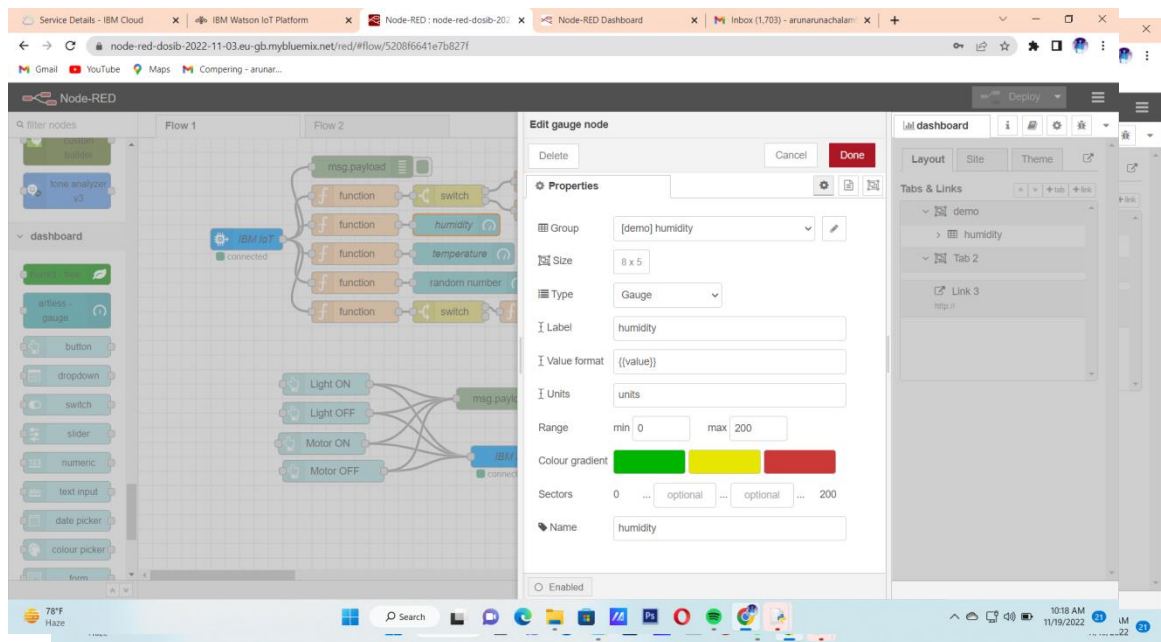 Service Details - IBM Cloud
IBM Watson IoT Platform
Node-RED : node-red-dosib-202
Node-RED Dashboard
Inbox (1,703) - arunarunachalam
node-red-dosib-2022-11-03.eu-gb.mybluemix.net/red/#flow/5208f6641e7b827f
Gmail YouTube Maps Compering - arunar...
Node-RED
Deploy
filter nodes
Flow 1
Flow 2
Edit gauge node
dashboard
Delete
Cancel
Done
Layout
Site
Theme
Properties
builder
tone analyzer
v3
dashboard
artless -
gauge
button
dropdown
switch
slider
numeric
text input
date picker
colour picker
form
msg.payload
function
switch
function
humidity
IBM IoT
connected
function
temperature
function
random number
function
switch
Light ON
Light OFF
Motor ON
Motor OFF
Group
[demo] humidity
Size
8 x 5
Type
Gauge
Label
humidity
Value format
{{value}}
Units
units
Range
min 0
max 200
Colour gradient
Sectors
0 ... optional ... optional ... 200
Name
humidity
Enabled
Tabs & Links
+tab
+link
demo
humidity
Tab 2
Link 3
http://
+link
78°F
Haze
Search
10:18 AM
11/19/2022
21
21